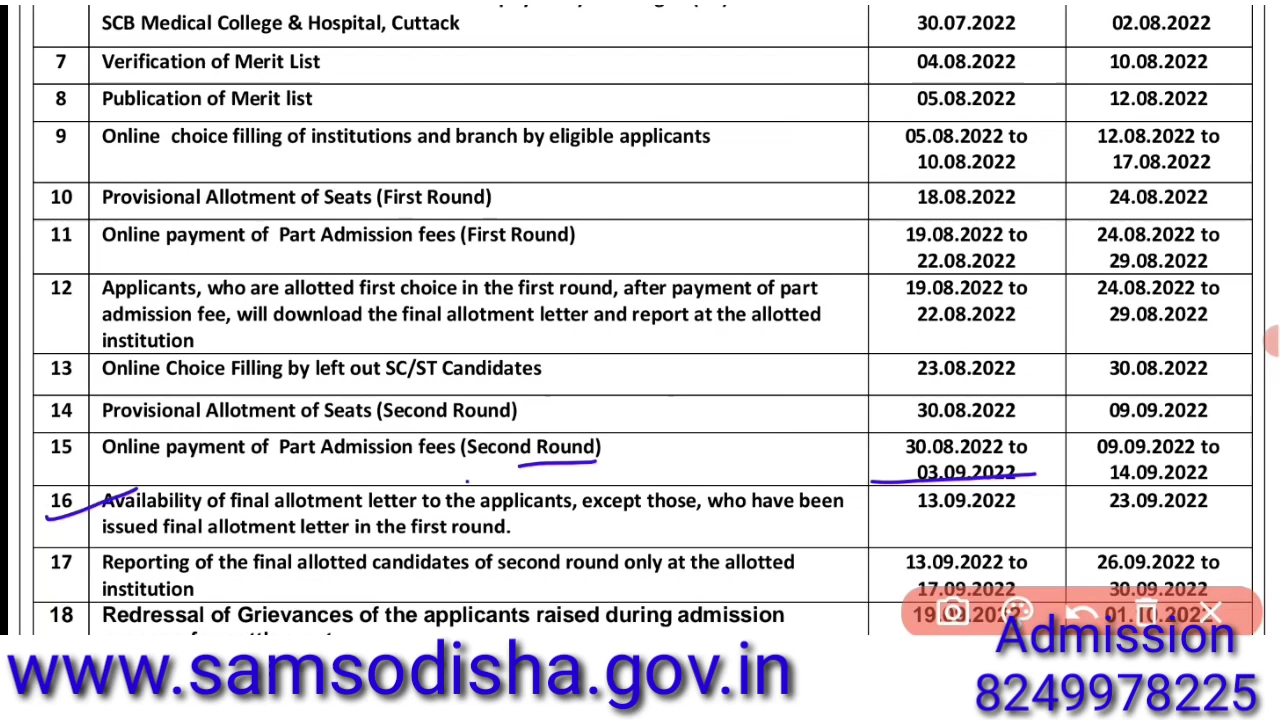 SCB Medical College & Hospital, Cuttack 30.07.2022 02.08.2022
7 Verification of Merit List 04.08.2022 10.08.2022
8 Publication of Merit list 05.08.2022 12.08.2022
9 Online choice filling of institutions and branch by eligible applicants 05.08.2022 to 12.08.2022 to
10.08.2022 17.08.2022
10 Provisional Allotment of Seats (First Round) 18.08.2022 24.08.2022
11 Online payment of Part Admission fees (First Round) 19.08.2022 to 24.08.2022 to
22.08.2022 29.08.2022
12 Applicants, who are allotted first choice in the first round, after payment of part 19.08.2022 to 24.08.2022 to
admission fee, will download the final allotment letter and report at the allotted 22.08.2022 29.08.2022
institution
13 Online Choice Filling by left out SC/ST Candidates 23.08.2022 30.08.2022
14 Provisional Allotment of Seats (Second Round) 30.08.2022 09.09.2022
15 Online payment of Part Admission fees (Second Round) 30.08.2022 to 09.09.2022 to
03.09.2022 14.09.2022
16 Availability of final allotment letter to the applicants, except those, who have been 13.09.2022 23.09.2022
issued final allotment letter in the first round.
17 Reporting of the final allotted candidates of second round only at the allotted 13.09.2022 to 26.09.2022 to
institution 17.09.2022 30.09.2022
18 Redressal of Grievances of the applicants raised during admission 19.09.2022 01.10.2022
www.samsodisha.gov.in
Admission
8249978225